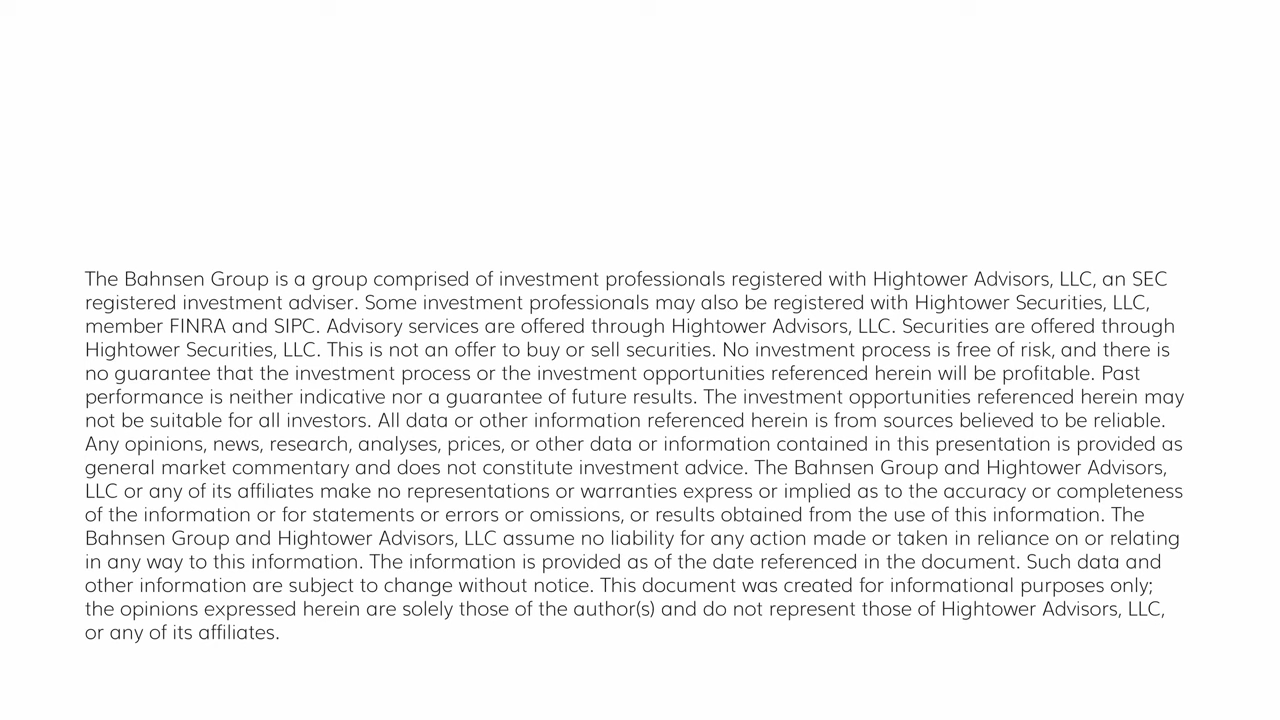 The Bahnsen Group is a group comprised of investment professionals registered with Hightower Advisors, LLC, an SEC
registered investment adviser. Some investment professionals may also be registered with Hightower Securities, LLC,
member FINRA and SIPC. Advisory services are offered through Hightower Advisors, LLC. Securities are offered through
Hightower Securities, LLC. This is not an offer to buy or sell securities. No investment process is free of risk, and there is
no guarantee that the investment process or the investment opportunities referenced herein will be profitable. Past
performance is neither indicative nor a guarantee of future results. The investment opportunities referenced herein may
not be suitable for all investors. All data or other information referenced herein is from sources believed to be reliable.
Any opinions, news, research, analyses, prices, or other data or information contained in this presentation is provided as
general market commentary and does not constitute investment advice. The Bahnsen Group and Hightower Advisors,
LLC or any of its affiliates make no representations or warranties express or implied as to the accuracy or completeness
of the information or for statements or errors or omissions, or results obtained from the use of this information. The
Bahnsen Group and Hightower Advisors, LLC assume no liability for any action made or taken in reliance on or relating
in any way to this information. The information is provided as of the date referenced in the document. Such data and
other information are subject to change without notice. This document was created for informational purposes only;
the opinions expressed herein are solely those of the author(s) and do not represent those of Hightower Advisors, LLC,
or any of its affiliates.